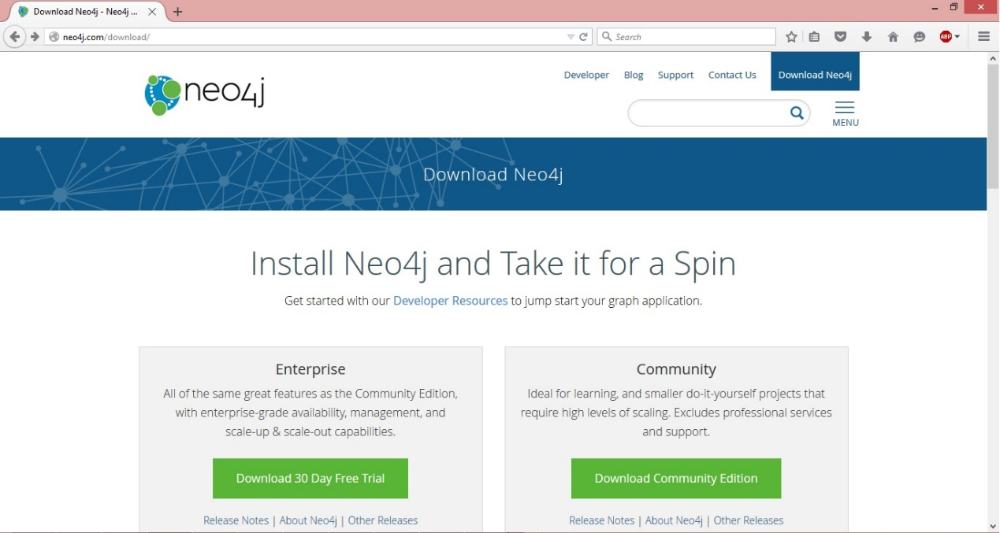 Download Neo4j - Neo4j ...
neo4j.com/download/
Search
ABP
neo4j
Developer Blog Support Contact Us Download Neo4j
MENU
Download Neo4j
Install Neo4j and Take it for a Spin
Get started with our Developer Resources to jump start your graph application.
Enterprise
All of the same great features as the Community Edition,
with enterprise-grade availability, management, and
scale-up & scale-out capabilities.
Download 30 Day Free Trial
Release Notes | About Neo4j | Other Releases
Community
Ideal for learning, and smaller do-it-yourself projects that
require high levels of scaling. Excludes professional services
and support.
Download Community Edition
Release Notes | About Neo4j | Other Releases